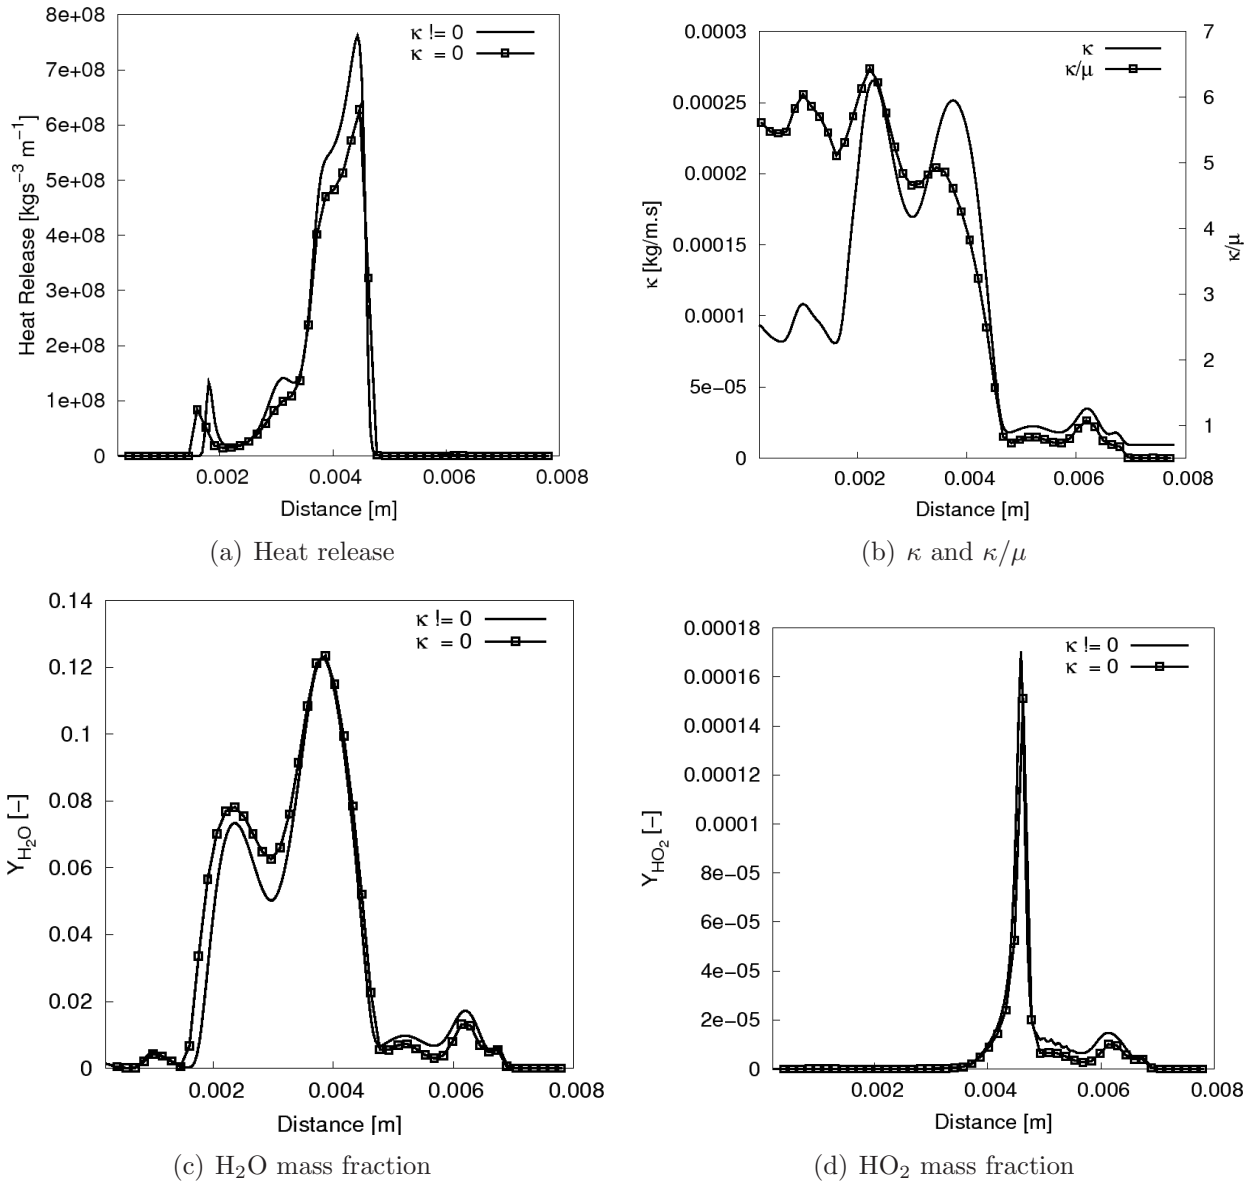 8e+08
7e+08
6e+08
5e+08
4e+08
3e+08
2e+08
1e+08
0
Heat Release [kgs⁻³ m⁻¹]
κ != 0
κ = 0
0.002 0.004 0.006 0.008
Distance [m]
(a) Heat release
0.0003
0.00025
0.0002
0.00015
0.0001
5e−05
0
κ [kg/m.s]
κ
κ/μ
7
6
5
4
3
2
1
κ/μ
0.002 0.004 0.006 0.008
Distance [m]
(b) κ and κ/μ
0.14
0.12
0.1
0.08
0.06
0.04
0.02
0
Y_H₂O [−]
κ != 0
κ = 0
0.002 0.004 0.006 0.008
Distance [m]
(c) H₂O mass fraction
0.00018
0.00016
0.00014
0.00012
0.0001
8e−05
6e−05
4e−05
2e−05
0
Y_HO₂ [−]
κ != 0
κ = 0
0.002 0.004 0.006 0.008
Distance [m]
(d) HO₂ mass fraction